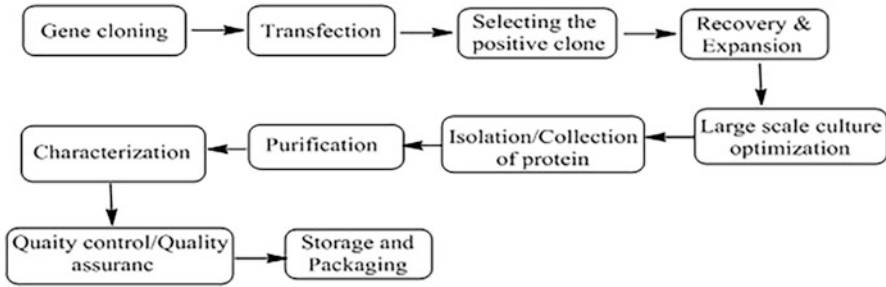 Gene cloning
Transfection
Selecting the
positive clone
Recovery &
Expansion
Large scale culture
optimization
Isolation/Collection
of protein
Purification
Characterization
Quaity control/Quality
assuranc
Storage and
Packaging